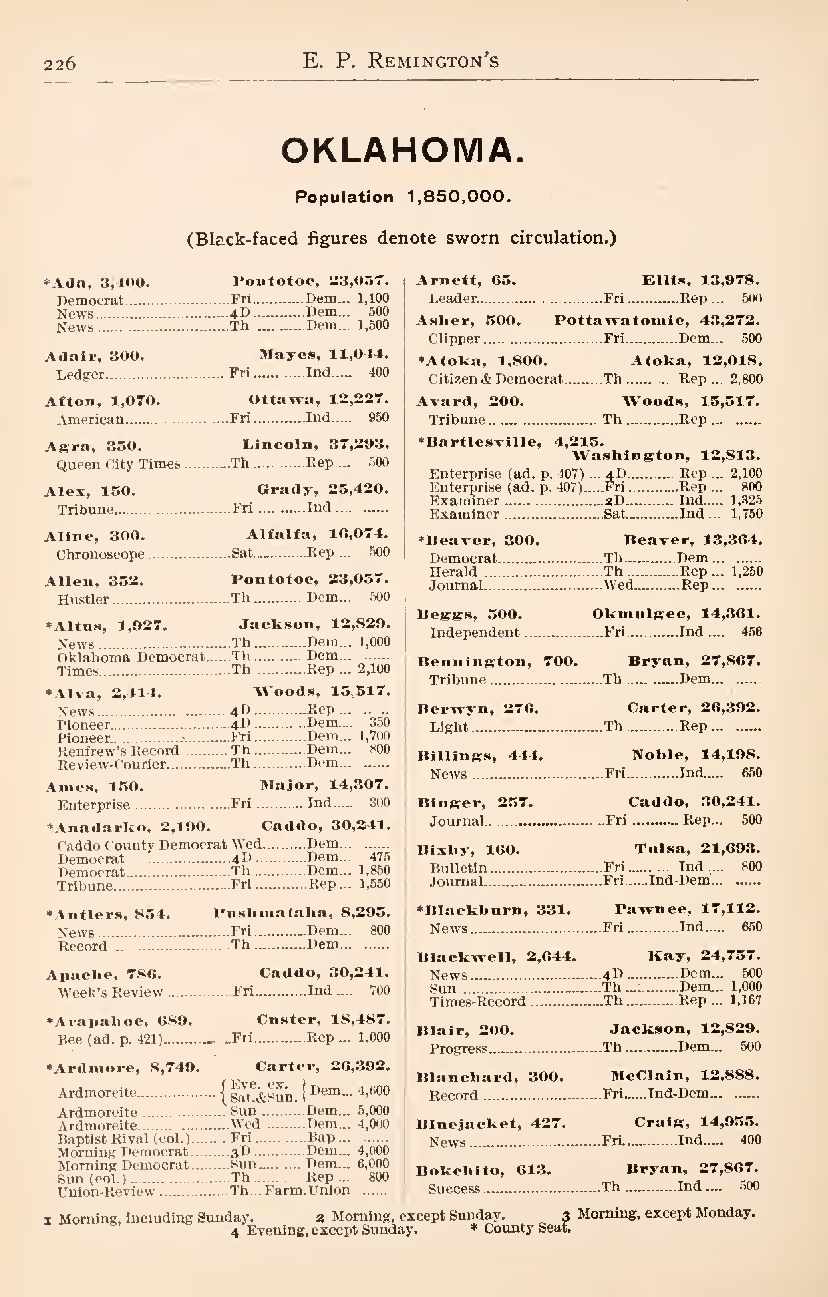 226 E. P. Remington's
OKLAHOMA.
Population 1,850,000.
(Black-faced figures denote sworn circulation.)
*Ada, 3,400. Pontotoc, 23,057.
Democrat Fri Dem 1,100
News 4D Dem 500
News Th Dem 1,500
Adair, 300. Mayes, 11,044.
Ledger Fri Ind 400
Afton, 1,070. Ottawa, 12,227.
American Fri Ind 950
Agra, 350. Lincoln, 37,293.
Queen City Times Th Rep 500
Alex, 150. Grady, 25,420.
Tribune Fri Ind
Aline, 300. Alfalfa, 16,074.
Chronoscope Sat Rep 500
Allen, 352. Pontotoc, 23,057.
Hustler Th Dem 500
*Altus, 1,927. Jackson, 12,829.
News Th Dem 1,000
Oklahoma Democrat Th Dem
Times Th Rep 2,100
*Alva, 2,414. Woods, 15,517.
News 4D Rep
Pioneer 4D Dem 350
Pioneer Fri Dem 1,700
Renfrew's Record Th Dem 800
Review-Courier Th Dem
Ames, 150. Major, 14,307.
Enterprise Fri Ind 300
*Anadarko, 2,190. Caddo, 30,241.
Caddo County Democrat Wed Dem
Democrat 4D Dem 475
Democrat Th Dem 1,850
Tribune Fri Rep 1,550
*Antlers, 854. Pushmataha, 8,295.
News Fri Dem 800
Record Th Dem
Apache, 786. Caddo, 30,241.
Week's Review Fri Ind 700
*Arapahoe, 689. Custer, 18,487.
Bee (ad. p. 421) Fri Rep 1,000
*Ardmore, 8,749. Carter, 26,392.
Ardmoreite { Eve. ex. Sat.&Sun. } Dem 4,600
Ardmoreite Sun Dem 5,000
Ardmoreite Wed Dem 4,000
Baptist Rival (col.) Fri Bap
Morning Democrat 3D Dem 4,000
Morning Democrat Sun Dem 6,000
Sun (col.) Th Rep 800
Union-Review Th Farm.Union
Arnett, 65. Ellis, 13,978.
Leader Fri Rep 500
Asher, 500. Pottawatomie, 43,272.
Clipper Fri Dem 500
*Atoka, 1,800. Atoka, 12,018.
Citizen & Democrat Th Rep 2,800
Avard, 200. Woods, 15,517.
Tribune Th Rep
*Bartlesville, 4,215.
Washington, 12,813.
Enterprise (ad. p. 407) 4D Rep 2,100
Enterprise (ad. p. 407) Fri Rep 800
Examiner 2D Ind 1,325
Examiner Sat Ind 1,750
*Beaver, 300. Beaver, 13,364.
Democrat Th Dem
Herald Th Rep 1,250
Journal Wed Rep
Beggs, 500. Okmulgee, 14,361.
Independent Fri Ind 456
Bennington, 700. Bryan, 27,867.
Tribune Th Dem
Berwyn, 276. Carter, 26,392.
Light Th Rep
Billings, 444. Noble, 14,198.
News Fri Ind 650
Binger, 257. Caddo, 30,241.
Journal Fri Rep 500
Bixby, 160. Tulsa, 21,693.
Bulletin Fri Ind 800
Journal Fri Ind-Dem
*Blackburn, 331. Pawnee, 17,112.
News Fri Ind 650
Blackwell, 2,644. Kay, 24,757.
News 4D Dem 500
Sun Th Dem 1,000
Times-Record Th Rep 1,167
Blair, 200. Jackson, 12,829.
Progress Th Dem 500
Blanchard, 300. McClain, 12,888.
Record Fri Ind-Dem
Bluejacket, 427. Craig, 14,955.
News Fri Ind 400
Bokchito, 613. Bryan, 27,867.
Success Th Ind 500
1 Morning, including Sunday. 2 Morning, except Sunday. 3 Morning, except Monday.
4 Evening, except Sunday. * County Seat.